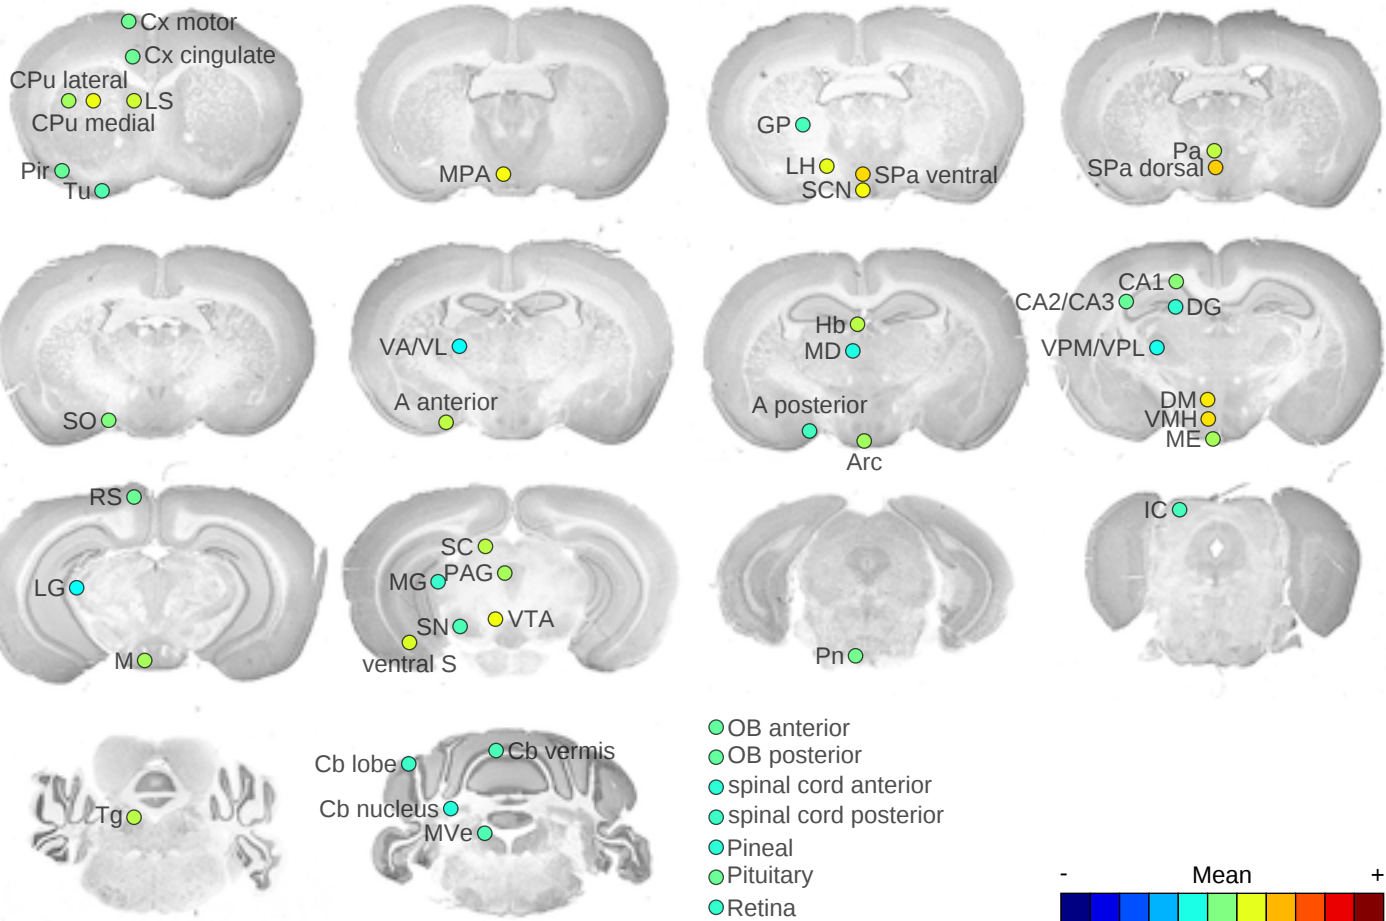 Cx motor
Cx cingulate
CPu lateral
LS
CPu medial
Pir
Tu
MPA
GP
LH
SPa ventral
SCN
Pa
SPa dorsal
SO
VA/VL
A anterior
Hb
MD
A posterior
Arc
CA1
CA2/CA3
DG
VPM/VPL
DM
VMH
ME
RS
LG
M
SC
MG
PAG
SN
VTA
ventral S
Pn
IC
Tg
Cb lobe
Cb vermis
Cb nucleus
MVe
OB anterior
OB posterior
spinal cord anterior
spinal cord posterior
Pineal
Pituitary
Retina
- Mean +